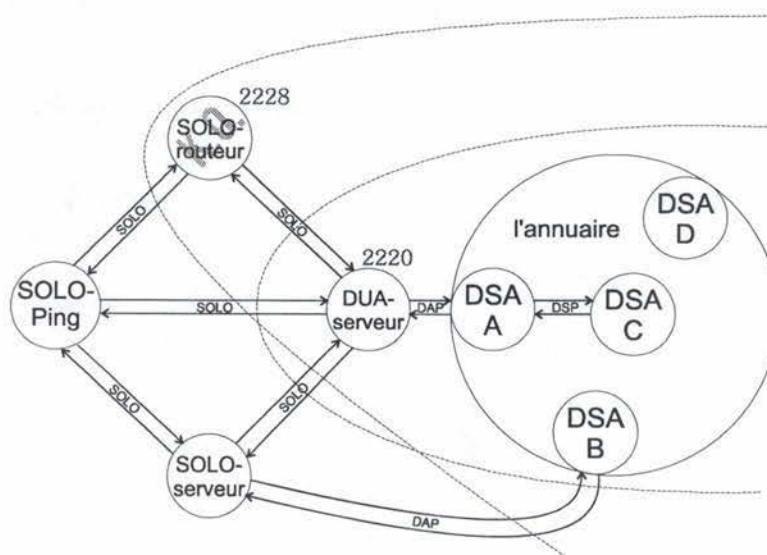 2228
SOLO-
routeur
K.O.
SOLO
SOLO
2220
SOLO-
Ping
SOLO
DUA-
serveur
DAP
l'annuaire
DSA
D
DSA
A
DSP
DSA
C
SOLO
SOLO
DSA
B
SOLO-
serveur
DAP